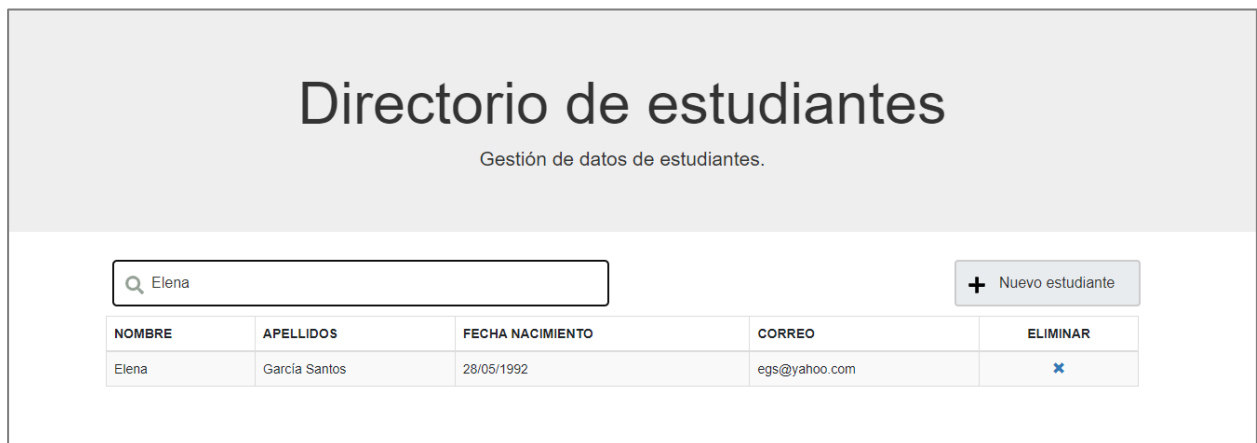 Directorio de estudiantes
Gestión de datos de estudiantes.
Elena
Nuevo estudiante
NOMBRE APELLIDOS FECHA NACIMIENTO CORREO ELIMINAR
Elena García Santos 28/05/1992 egs@yahoo.com